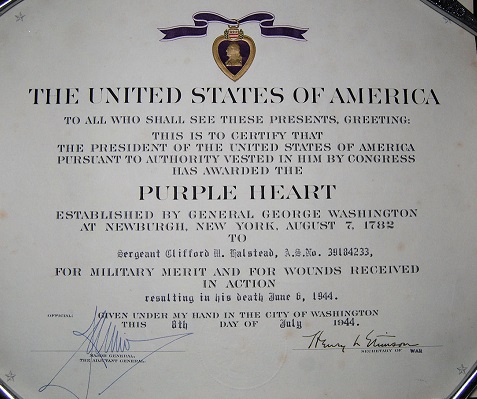 THE UNITED STATES OF AMERICA
TO ALL WHO SHALL SEE THESE PRESENTS, GREETING:
THIS IS TO CERTIFY THAT
THE PRESIDENT OF THE UNITED STATES OF AMERICA
PURSUANT TO AUTHORITY VESTED IN HIM BY CONGRESS
HAS AWARDED THE
PURPLE HEART
ESTABLISHED BY GENERAL GEORGE WASHINGTON
AT NEWBURGH, NEW YORK, AUGUST 7, 1782
TO
Sergeant Clifford M. Halstead, A.S.No. 39184233,
FOR MILITARY MERIT AND FOR WOUNDS RECEIVED
IN ACTION
resulting in his death June 6, 1944.
OFFICIAL: GIVEN UNDER MY HAND IN THE CITY OF WASHINGTON
THIS 8th DAY OF July 1944.
Henry L Stimson
MAJOR GENERAL, SECRETARY OF WAR
THE ADJUTANT GENERAL.